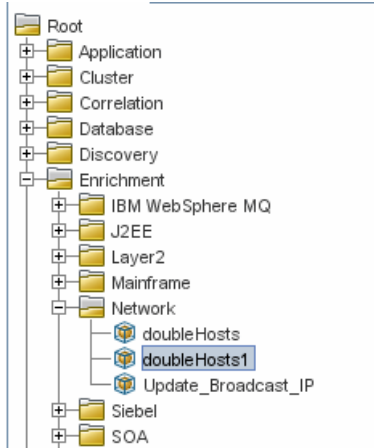 Root
Application
Cluster
Correlation
Database
Discovery
Enrichment
IBM WebSphere MQ
J2EE
Layer2
Mainframe
Network
doubleHosts
doubleHosts1
Update_Broadcast_IP
Siebel
SOA